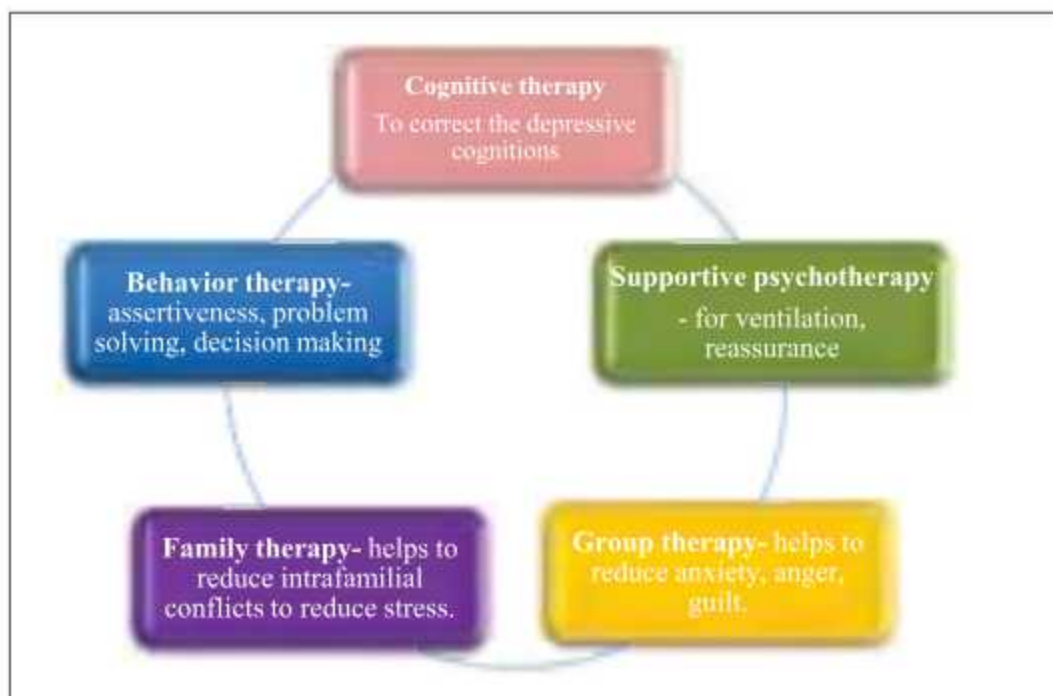 Cognitive therapy
To correct the depressive
cognitions
Supportive psychotherapy
- for ventilation,
reassurance
Group therapy- helps to
reduce anxiety, anger,
guilt.
Family therapy- helps to
reduce intrafamilial
conflicts to reduce stress.
Behavior therapy-
assertiveness, problem
solving, decision making